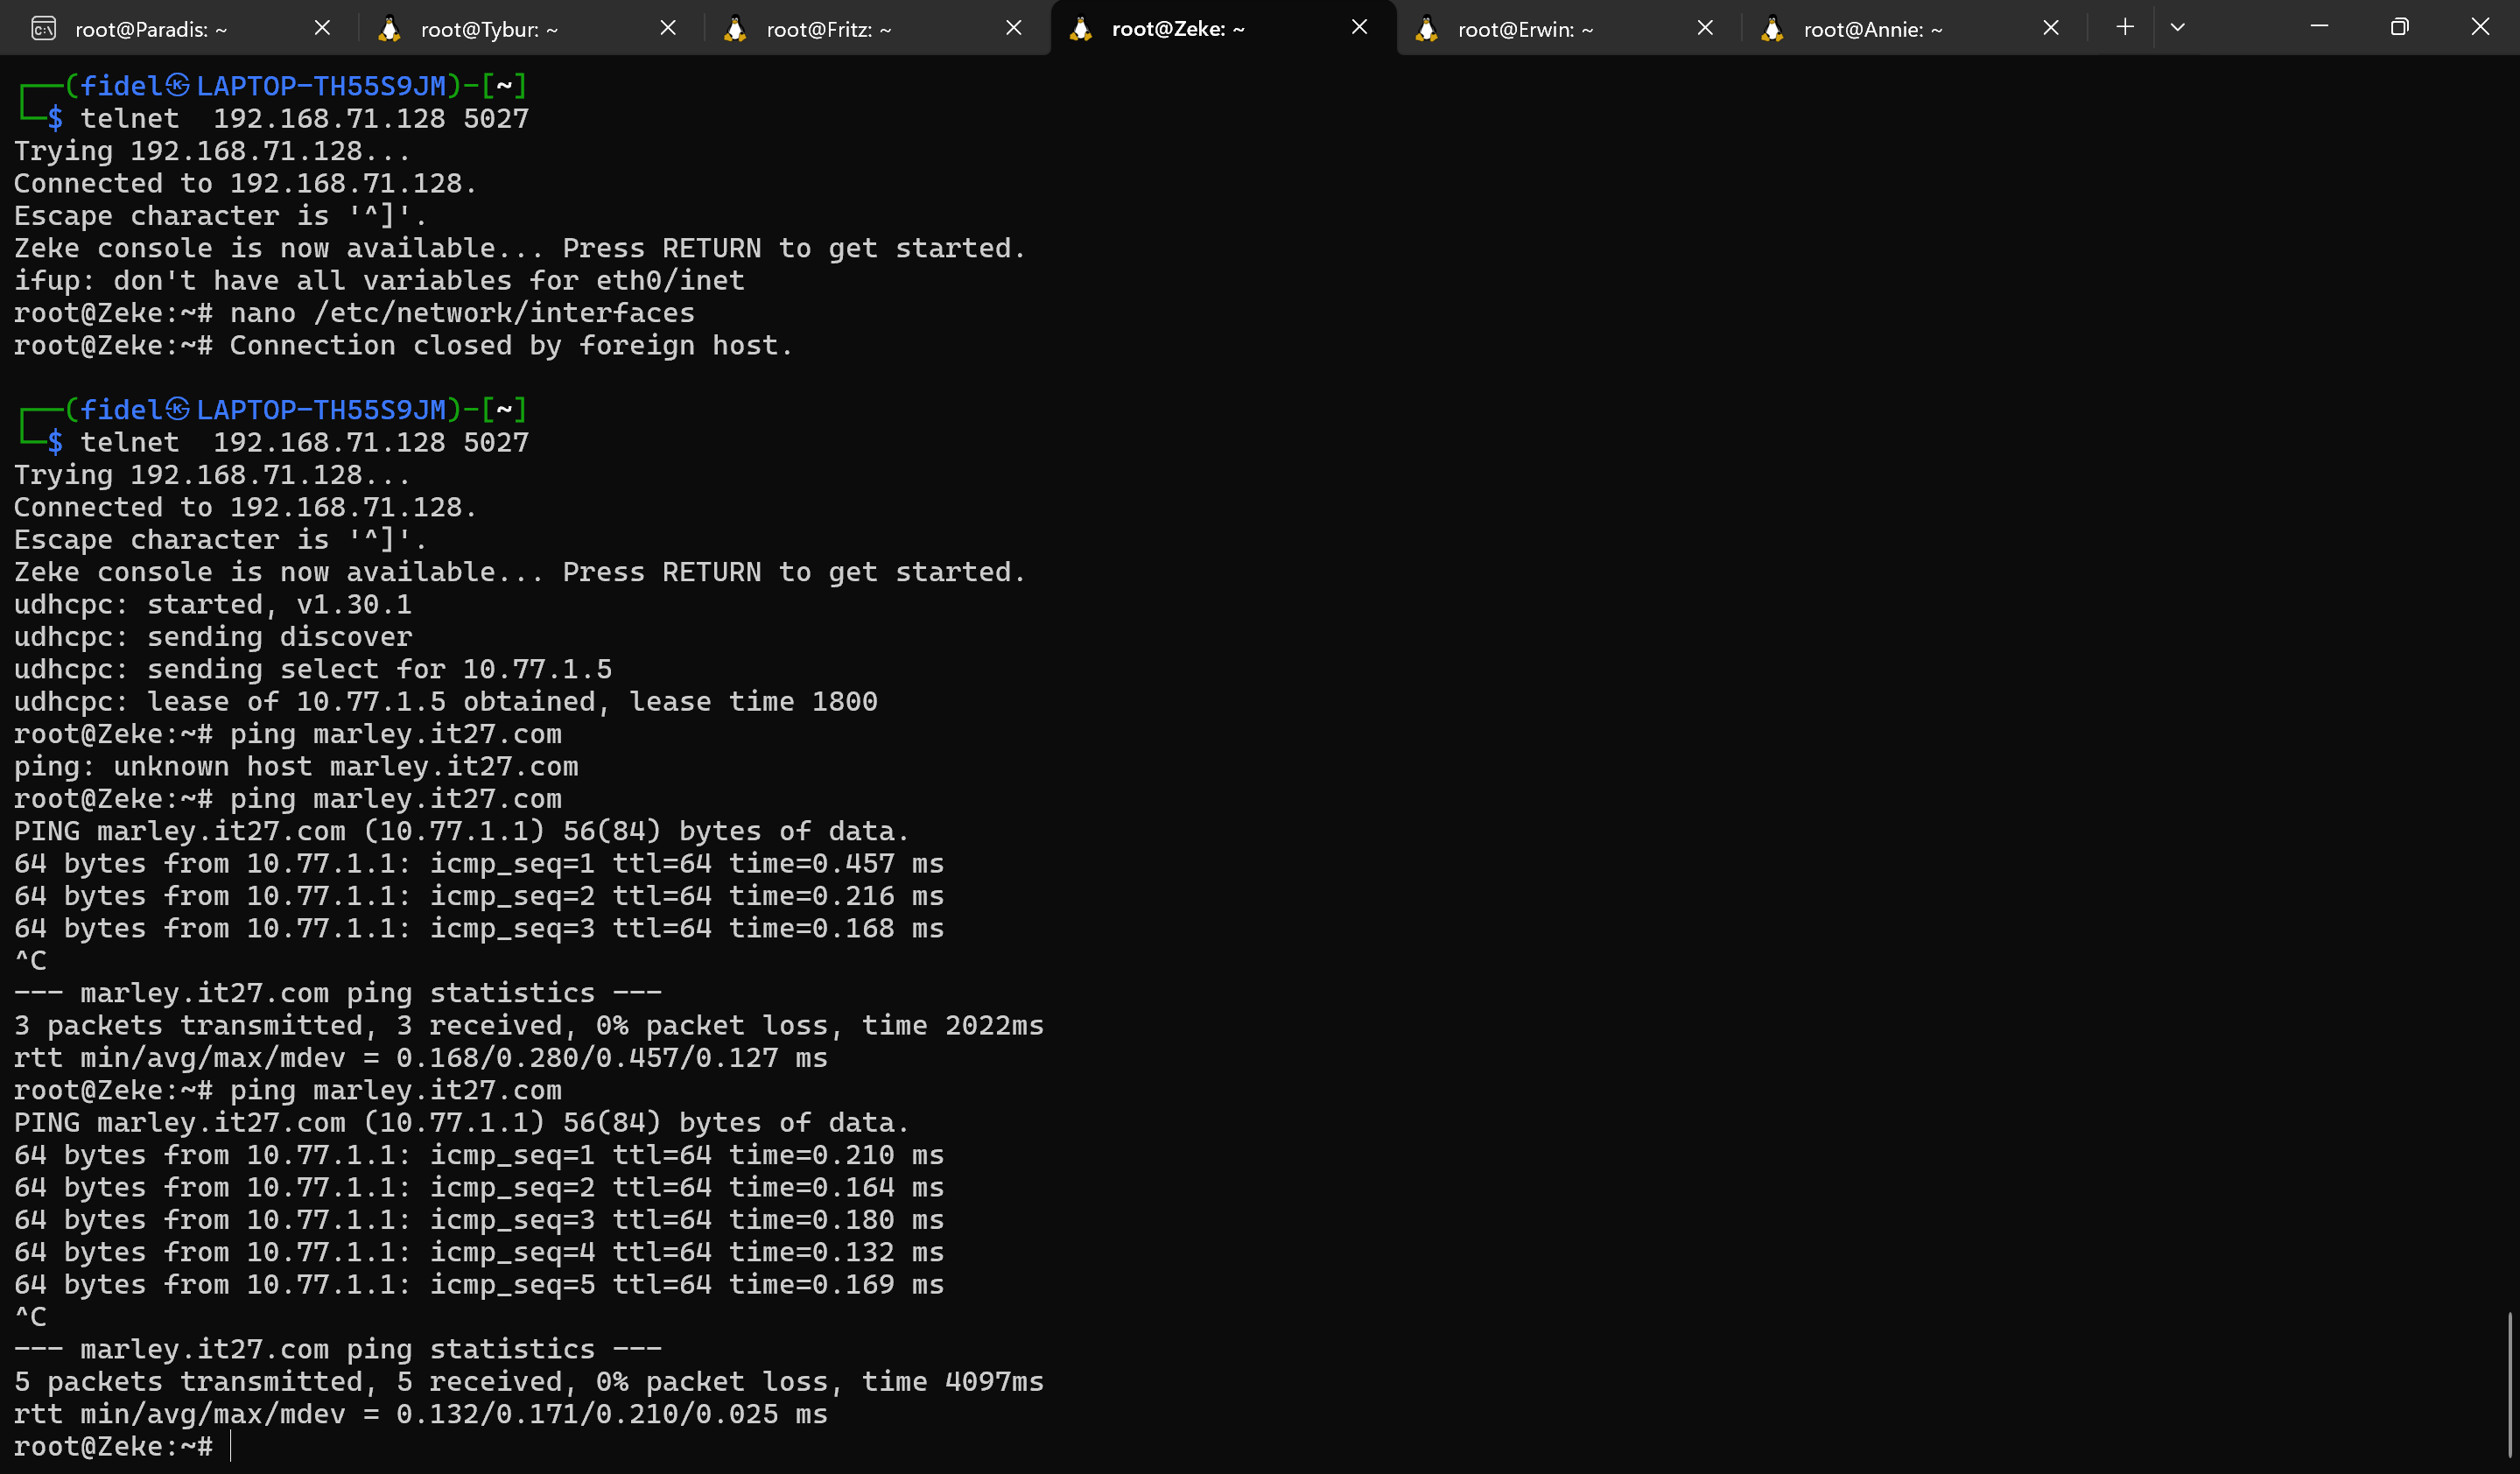 root@Paradis: ~ root@Tybur: ~ root@Fritz: ~ root@Zeke: ~ root@Erwin: ~ root@Annie: ~
┌──(fidel㉿LAPTOP-TH55S9JM)-[~]
└─$ telnet  192.168.71.128 5027
Trying 192.168.71.128...
Connected to 192.168.71.128.
Escape character is '^]'.
Zeke console is now available... Press RETURN to get started.
ifup: don't have all variables for eth0/inet
root@Zeke:~# nano /etc/network/interfaces
root@Zeke:~# Connection closed by foreign host.
┌──(fidel㉿LAPTOP-TH55S9JM)-[~]
└─$ telnet  192.168.71.128 5027
Trying 192.168.71.128...
Connected to 192.168.71.128.
Escape character is '^]'.
Zeke console is now available... Press RETURN to get started.
udhcpc: started, v1.30.1
udhcpc: sending discover
udhcpc: sending select for 10.77.1.5
udhcpc: lease of 10.77.1.5 obtained, lease time 1800
root@Zeke:~# ping marley.it27.com
ping: unknown host marley.it27.com
root@Zeke:~# ping marley.it27.com
PING marley.it27.com (10.77.1.1) 56(84) bytes of data.
64 bytes from 10.77.1.1: icmp_seq=1 ttl=64 time=0.457 ms
64 bytes from 10.77.1.1: icmp_seq=2 ttl=64 time=0.216 ms
64 bytes from 10.77.1.1: icmp_seq=3 ttl=64 time=0.168 ms
^C
--- marley.it27.com ping statistics ---
3 packets transmitted, 3 received, 0% packet loss, time 2022ms
rtt min/avg/max/mdev = 0.168/0.280/0.457/0.127 ms
root@Zeke:~# ping marley.it27.com
PING marley.it27.com (10.77.1.1) 56(84) bytes of data.
64 bytes from 10.77.1.1: icmp_seq=1 ttl=64 time=0.210 ms
64 bytes from 10.77.1.1: icmp_seq=2 ttl=64 time=0.164 ms
64 bytes from 10.77.1.1: icmp_seq=3 ttl=64 time=0.180 ms
64 bytes from 10.77.1.1: icmp_seq=4 ttl=64 time=0.132 ms
64 bytes from 10.77.1.1: icmp_seq=5 ttl=64 time=0.169 ms
^C
--- marley.it27.com ping statistics ---
5 packets transmitted, 5 received, 0% packet loss, time 4097ms
rtt min/avg/max/mdev = 0.132/0.171/0.210/0.025 ms
root@Zeke:~#